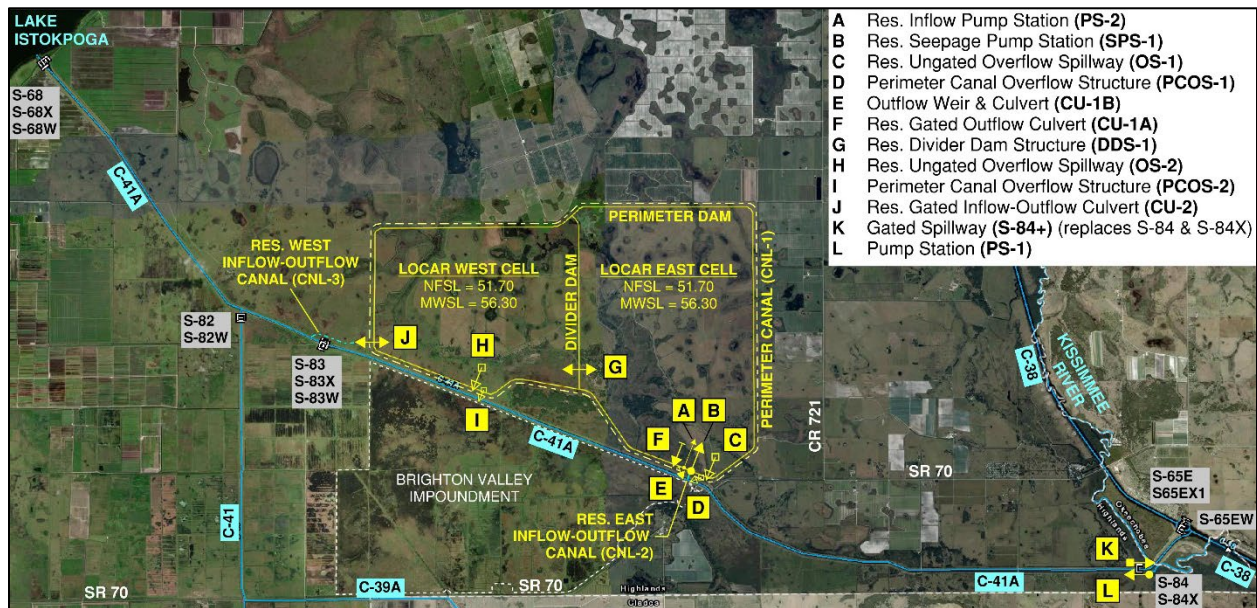 LAKE
ISTOKPOGA
S-68
S-68X
S-68W
C-41A
RES. WEST
INFLOW-OUTFLOW
CANAL (CNL-3)
S-82
S-82W
S-83
S-83X
S-83W
PERIMETER DAM
LOCAR WEST CELL
NFSL = 51.70
MWSL = 56.30
DIVIDER DAM
LOCAR EAST CELL
NFSL = 51.70
MWSL = 56.30
PERIMETER CANAL (CNL-1)
J
H
G
I
A
B
F
C
E
D
C-41A
CR 721
BRIGHTON VALLEY
IMPOUNDMENT
RES. EAST
INFLOW-OUTFLOW
CANAL (CNL-2)
C-41
SR 70
C-39A
SR 70
Highlands
Glades
C-41A
A Res. Inflow Pump Station (PS-2)
B Res. Seepage Pump Station (SPS-1)
C Res. Ungated Overflow Spillway (OS-1)
D Perimeter Canal Overflow Structure (PCOS-1)
E Outflow Weir & Culvert (CU-1B)
F Res. Gated Outflow Culvert (CU-1A)
G Res. Divider Dam Structure (DDS-1)
H Res. Ungated Overflow Spillway (OS-2)
I Perimeter Canal Overflow Structure (PCOS-2)
J Res. Gated Inflow-Outflow Culvert (CU-2)
K Gated Spillway (S-84+) (replaces S-84 & S-84X)
L Pump Station (PS-1)
C-38
KISSIMMEE
RIVER
SR 70
S-65E
S65EX1
S-65EW
Okeechobee
Highlands
K
L
C-38
S-84
S-84X